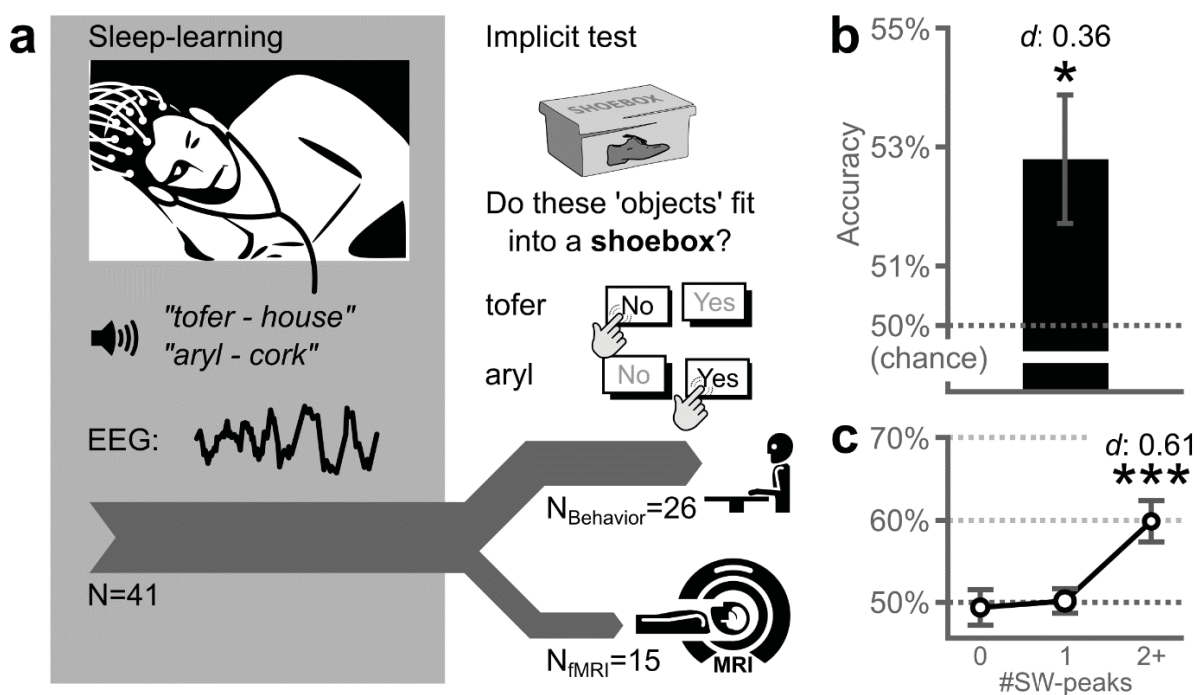 a
Sleep-learning
"tofer - house"
"aryl - cork"
EEG:
N=41
Implicit test
SHOEBOX
Do these 'objects' fit
into a shoebox?
tofer No Yes
aryl No Yes
NBehavior=26
NfMRI=15
MRI
b
d: 0.36
*
Accuracy
55%
53%
51%
50%
(chance)
c
d: 0.61
***
70%
60%
50%
0 1 2+
#SW-peaks